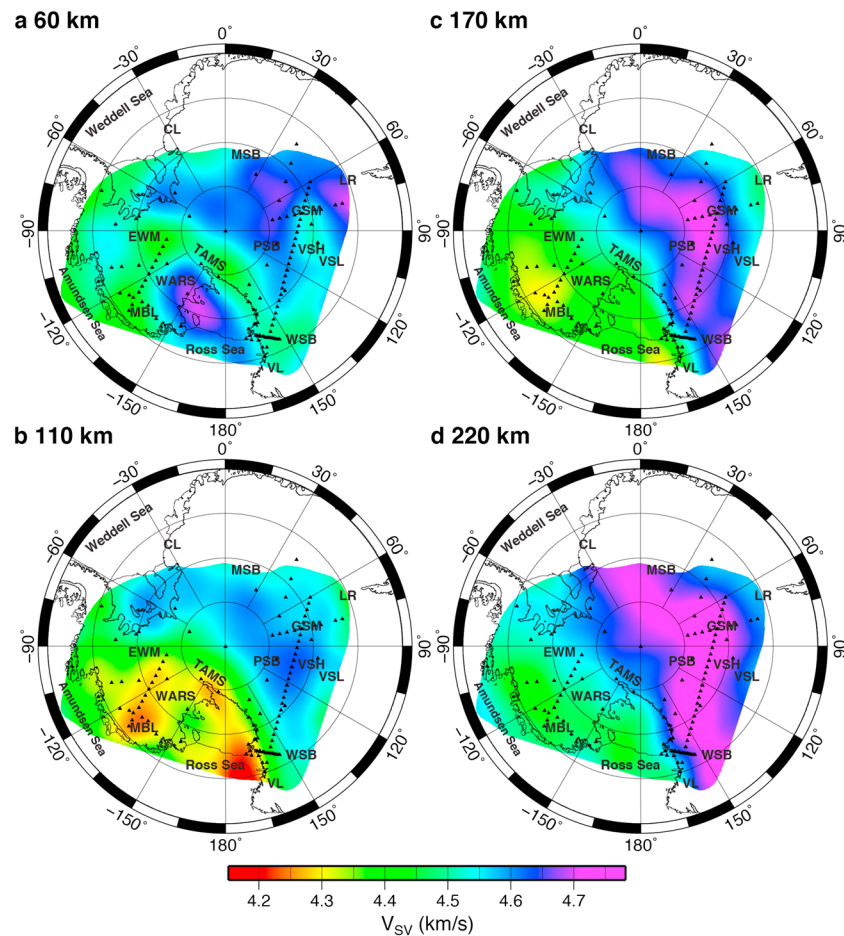 a 60 km
0°
30°
60°
90°
120°
150°
180°
−150°
−120°
−90°
−60°
−30°
Weddell Sea
CL
MSB
LR
GSM
EWM
TAMS
PSB
VSH
VSL
WARS
Amundsen Sea
MBL
Ross Sea
WSB
VL
c 170 km
0°
30°
60°
90°
120°
150°
180°
−150°
−120°
−90°
−60°
−30°
Weddell Sea
CL
MSB
LR
GSM
EWM
TAMS
PSB
VSH
VSL
WARS
Amundsen Sea
MBL
Ross Sea
WSB
VL
b 110 km
0°
30°
60°
90°
120°
150°
180°
−150°
−120°
−90°
−60°
−30°
Weddell Sea
CL
MSB
LR
GSM
EWM
TAMS
PSB
VSH
VSL
WARS
Amundsen Sea
MBL
Ross Sea
WSB
VL
d 220 km
0°
30°
60°
90°
120°
150°
180°
−150°
−120°
−90°
−60°
−30°
Weddell Sea
CL
MSB
LR
GSM
EWM
TAMS
PSB
VSH
VSL
WARS
Amundsen Sea
MBL
Ross Sea
WSB
VL
4.2 4.3 4.4 4.5 4.6 4.7
VSV (km/s)